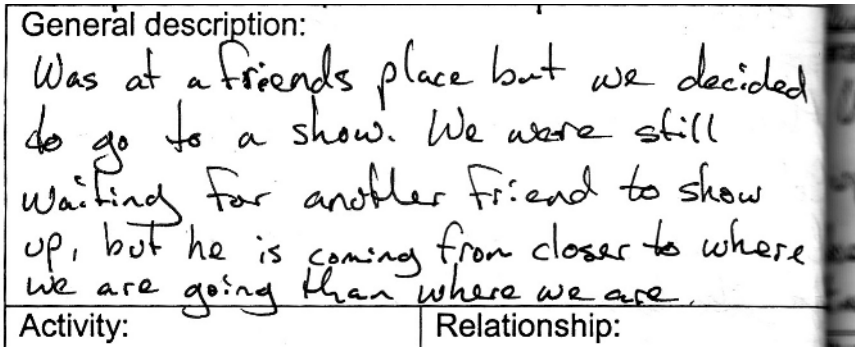 General description:
Was at a friends place but we decided
to go to a show. We were still
waiting for another friend to show
up, but he is coming from closer to where
we are going than where we are.
Activity:
Relationship: